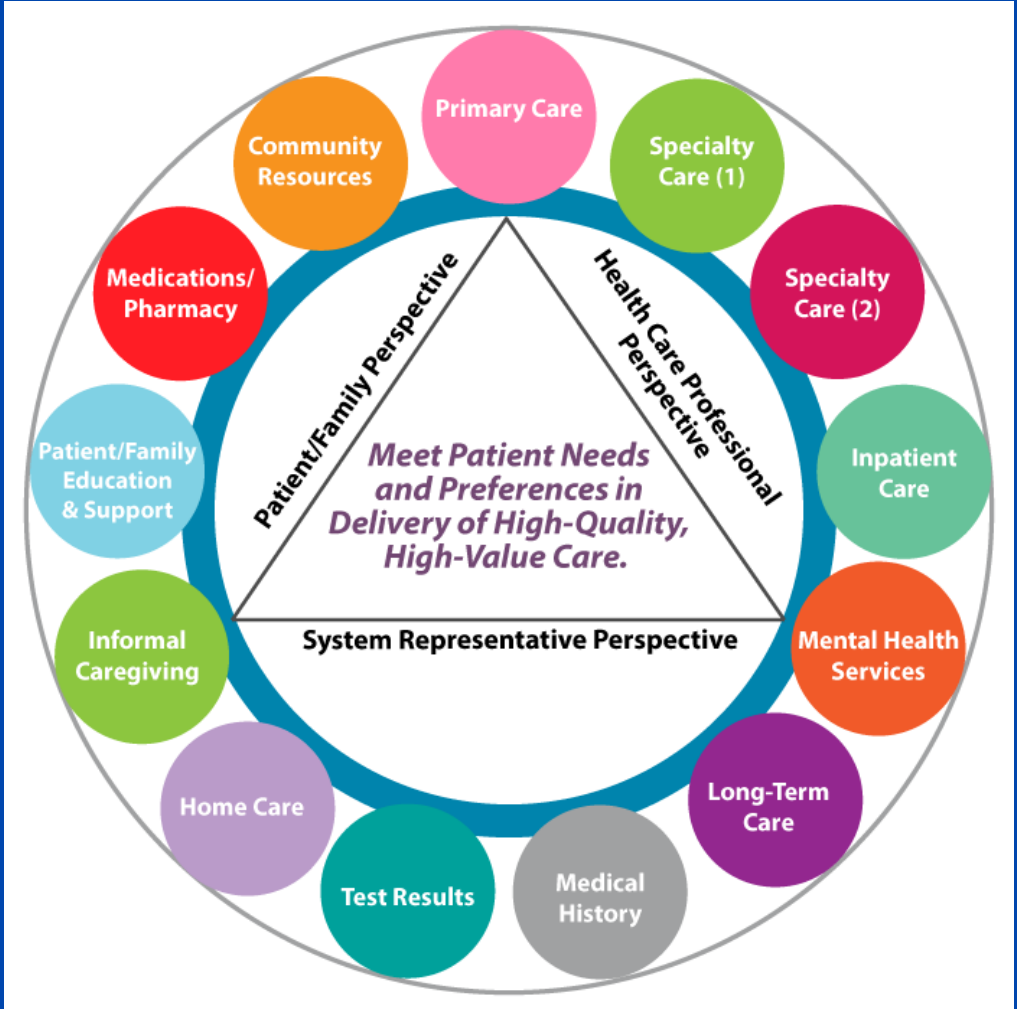 Primary Care
Specialty
Care (1)
Specialty
Care (2)
Inpatient
Care
Mental Health
Services
Long-Term
Care
Medical
History
Test Results
Home Care
Informal
Caregiving
Patient/Family
Education
& Support
Medications/
Pharmacy
Community
Resources
Patient/Family Perspective
Health Care Professional
Perspective
Meet Patient Needs
and Preferences in
Delivery of High-Quality,
High-Value Care.
System Representative Perspective